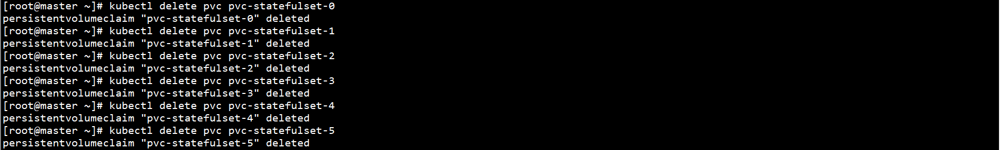 [root@master ~]# kubectl delete pvc pvc-statefulset-0
persistentvolumeclaim "pvc-statefulset-0" deleted
[root@master ~]# kubectl delete pvc pvc-statefulset-1
persistentvolumeclaim "pvc-statefulset-1" deleted
[root@master ~]# kubectl delete pvc pvc-statefulset-2
persistentvolumeclaim "pvc-statefulset-2" deleted
[root@master ~]# kubectl delete pvc pvc-statefulset-3
persistentvolumeclaim "pvc-statefulset-3" deleted
[root@master ~]# kubectl delete pvc pvc-statefulset-4
persistentvolumeclaim "pvc-statefulset-4" deleted
[root@master ~]# kubectl delete pvc pvc-statefulset-5
persistentvolumeclaim "pvc-statefulset-5" deleted